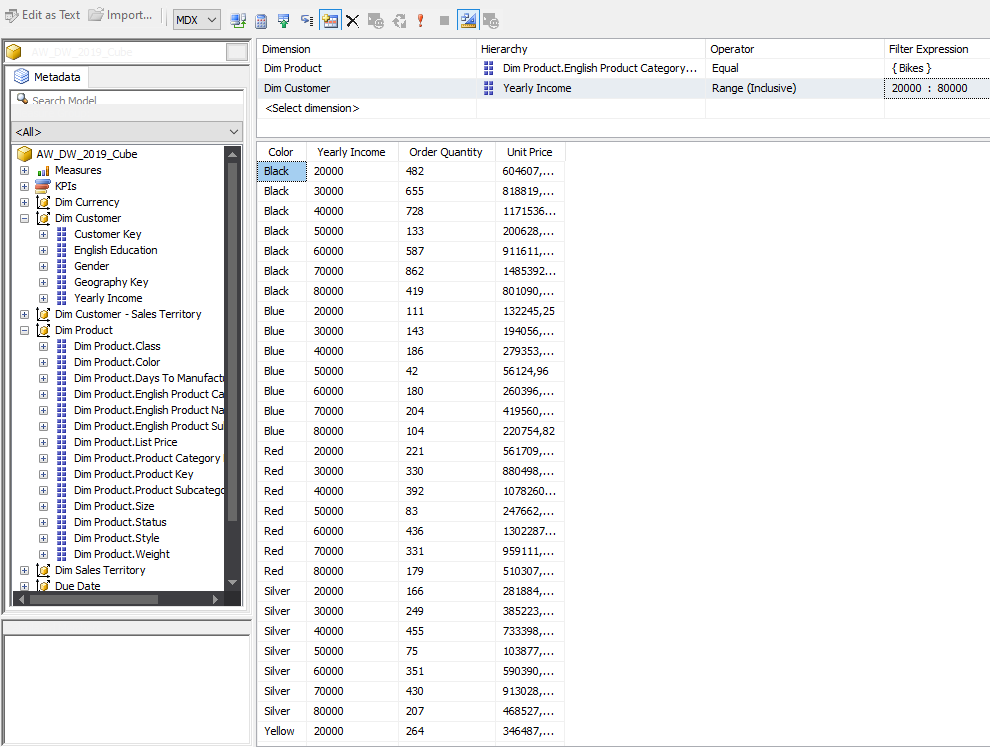 Edit as Text Import... MDX
AW_DW_2019_Cube
Metadata
Search Model
<All>
AW_DW_2019_Cube
Measures
KPIs
Dim Currency
Dim Customer
Customer Key
English Education
Gender
Geography Key
Yearly Income
Dim Customer - Sales Territory
Dim Product
Dim Product.Class
Dim Product.Color
Dim Product.Days To Manufacti
Dim Product.English Product Ca
Dim Product.English Product Na
Dim Product.English Product Su
Dim Product.List Price
Dim Product.Product Category
Dim Product.Product Key
Dim Product.Product Subcatego
Dim Product.Size
Dim Product.Status
Dim Product.Style
Dim Product.Weight
Dim Sales Territory
Due Date
Dimension Hierarchy Operator Filter Expression
Dim Product Dim Product.English Product Category... Equal { Bikes }
Dim Customer Yearly Income Range (Inclusive) 20000 : 80000
<Select dimension>
Color Yearly Income Order Quantity Unit Price
Black 20000 482 604607,...
Black 30000 655 818819,...
Black 40000 728 1171536...
Black 50000 133 200628,...
Black 60000 587 911611,...
Black 70000 862 1485392...
Black 80000 419 801090,...
Blue 20000 111 132245,25
Blue 30000 143 194056,...
Blue 40000 186 279353,...
Blue 50000 42 56124,96
Blue 60000 180 260396,...
Blue 70000 204 419560,...
Blue 80000 104 220754,82
Red 20000 221 561709,...
Red 30000 330 880498,...
Red 40000 392 1078260...
Red 50000 83 247662,...
Red 60000 436 1302287...
Red 70000 331 959111,...
Red 80000 179 510307,...
Silver 20000 166 281884,...
Silver 30000 249 385223,...
Silver 40000 455 733398,...
Silver 50000 75 103877,...
Silver 60000 351 590390,...
Silver 70000 430 913028,...
Silver 80000 207 468527,...
Yellow 20000 264 346487,...